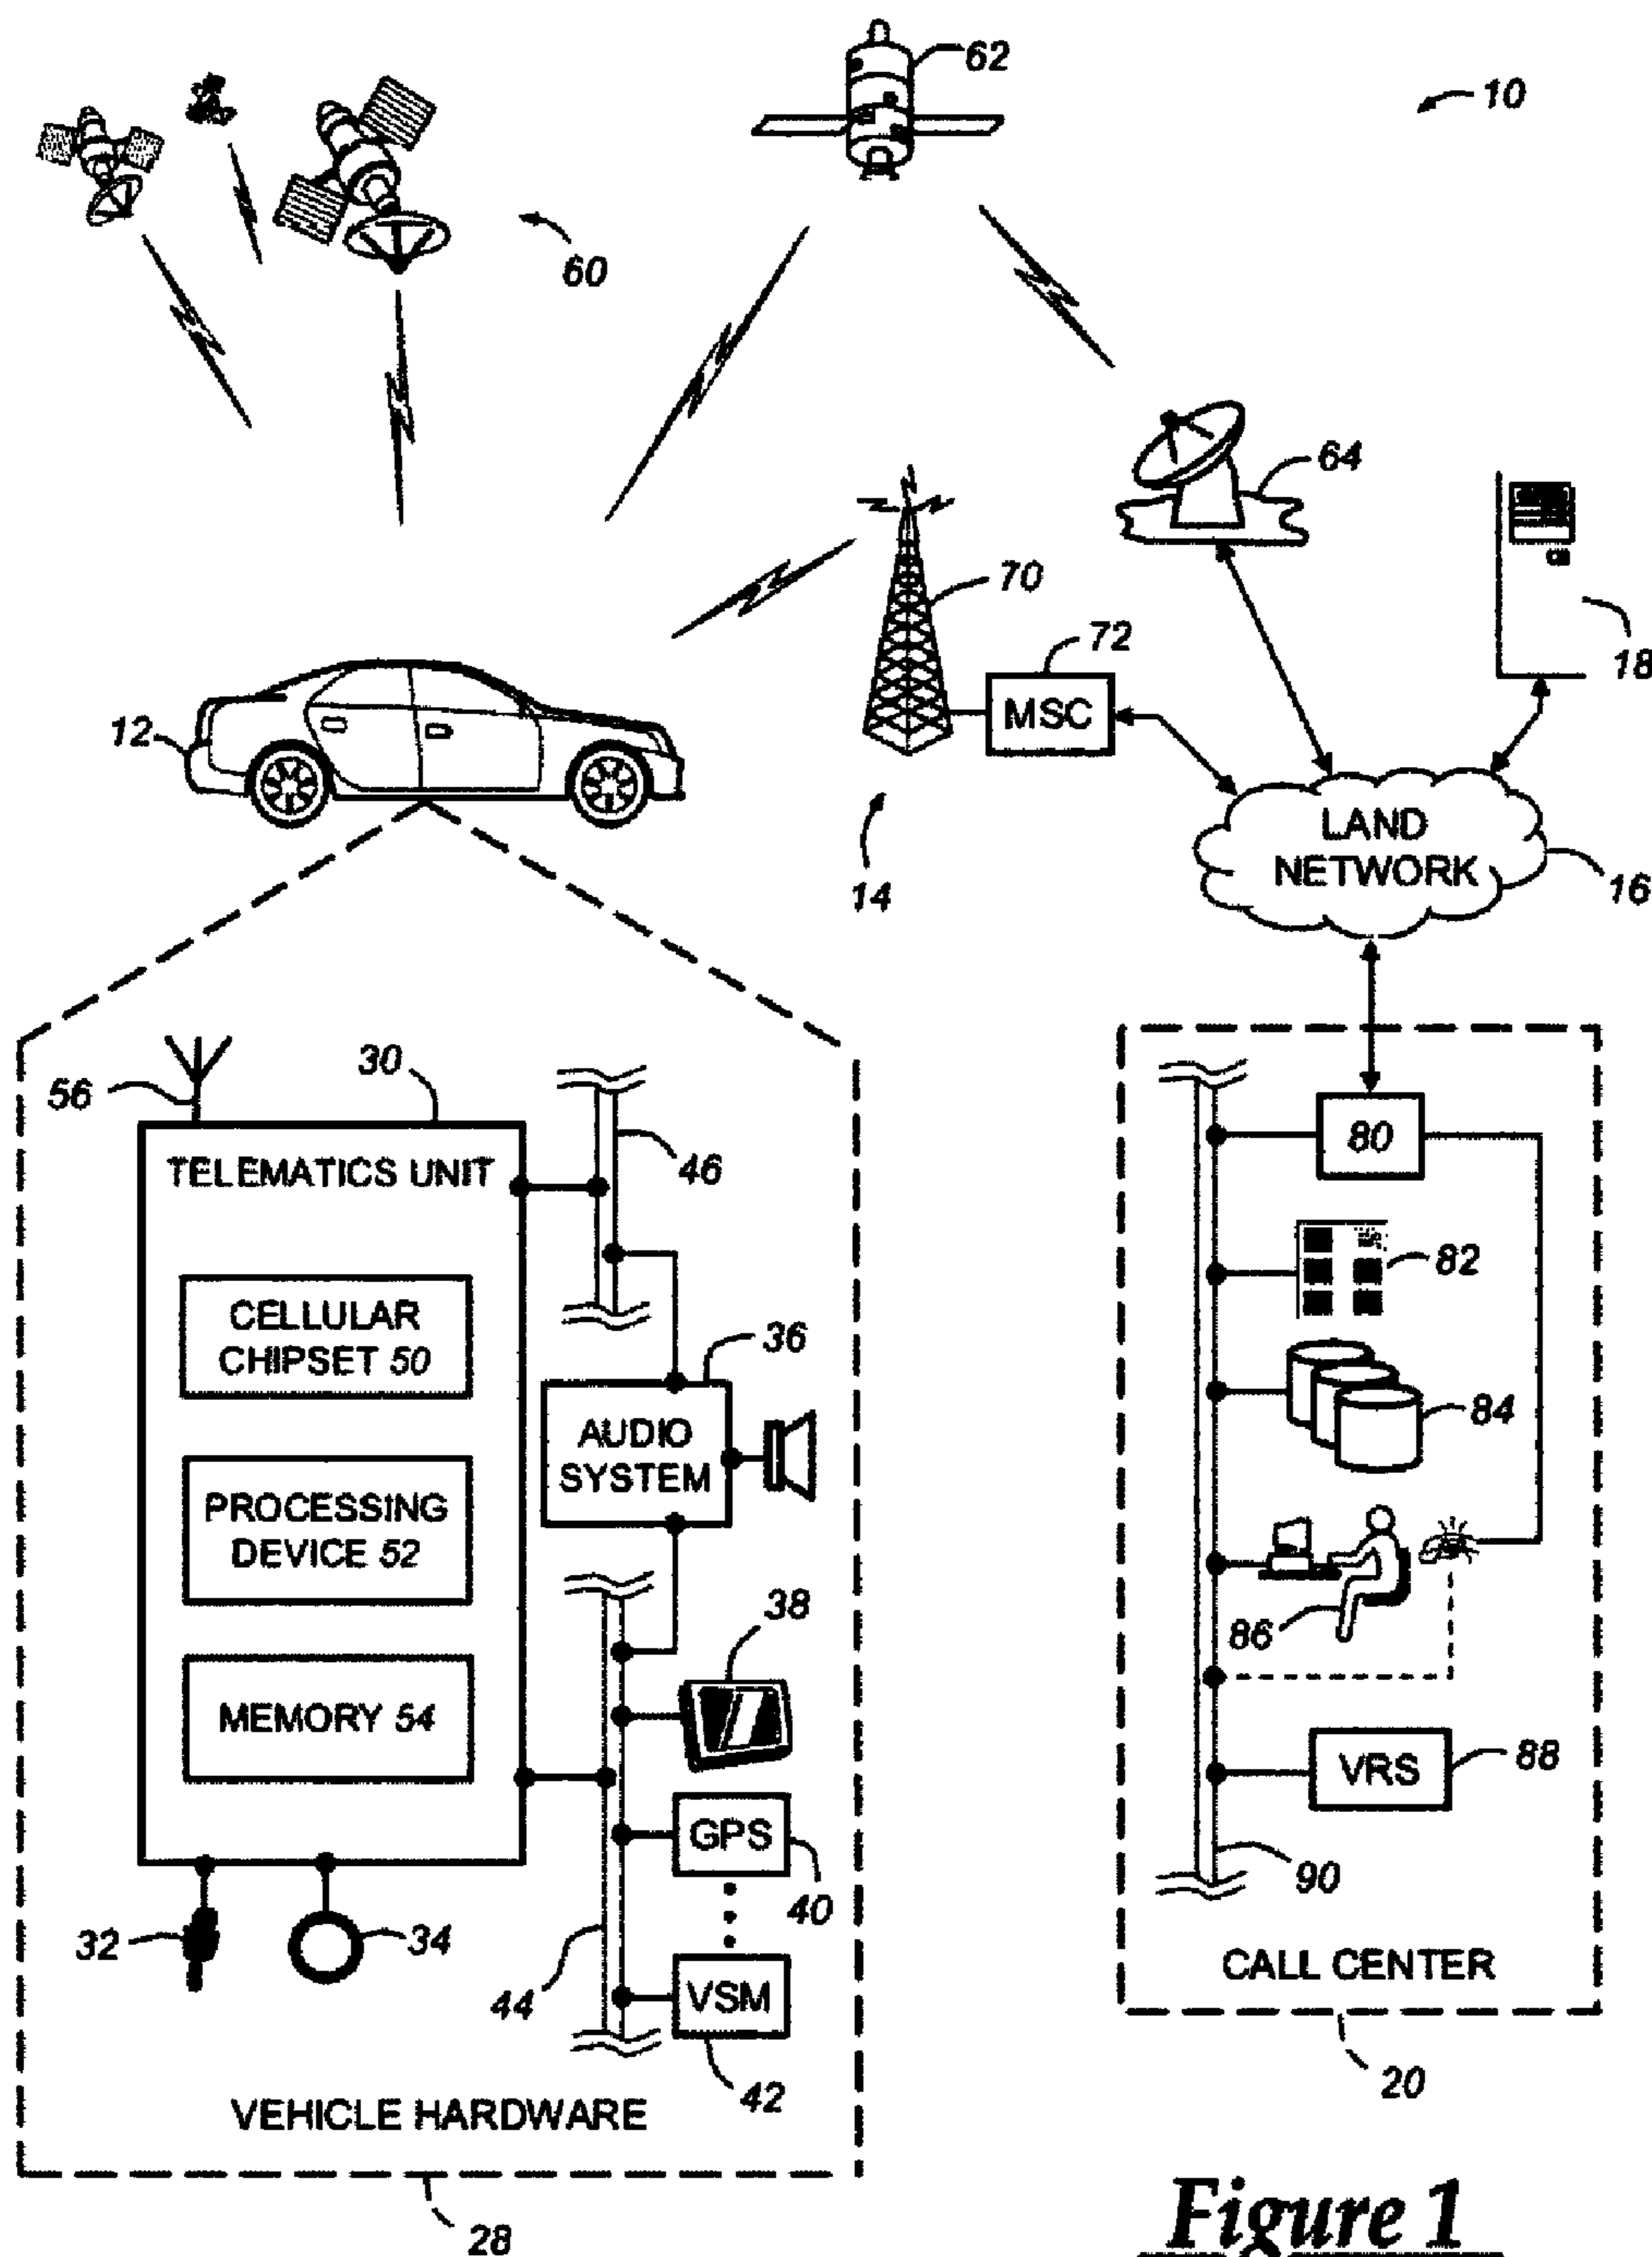 62
10
60
64
70
18
72
MSC
12
LAND
NETWORK
16
14
56
30
TELEMATICS UNIT
46
80
CELLULAR
CHIPSET 50
82
36
AUDIO
SYSTEM
84
PROCESSING
DEVICE 52
38
86
MEMORY 54
VRS
88
GPS
40
90
32
34
44
VSM
42
CALL CENTER
20
VEHICLE HARDWARE
28
Figure 1